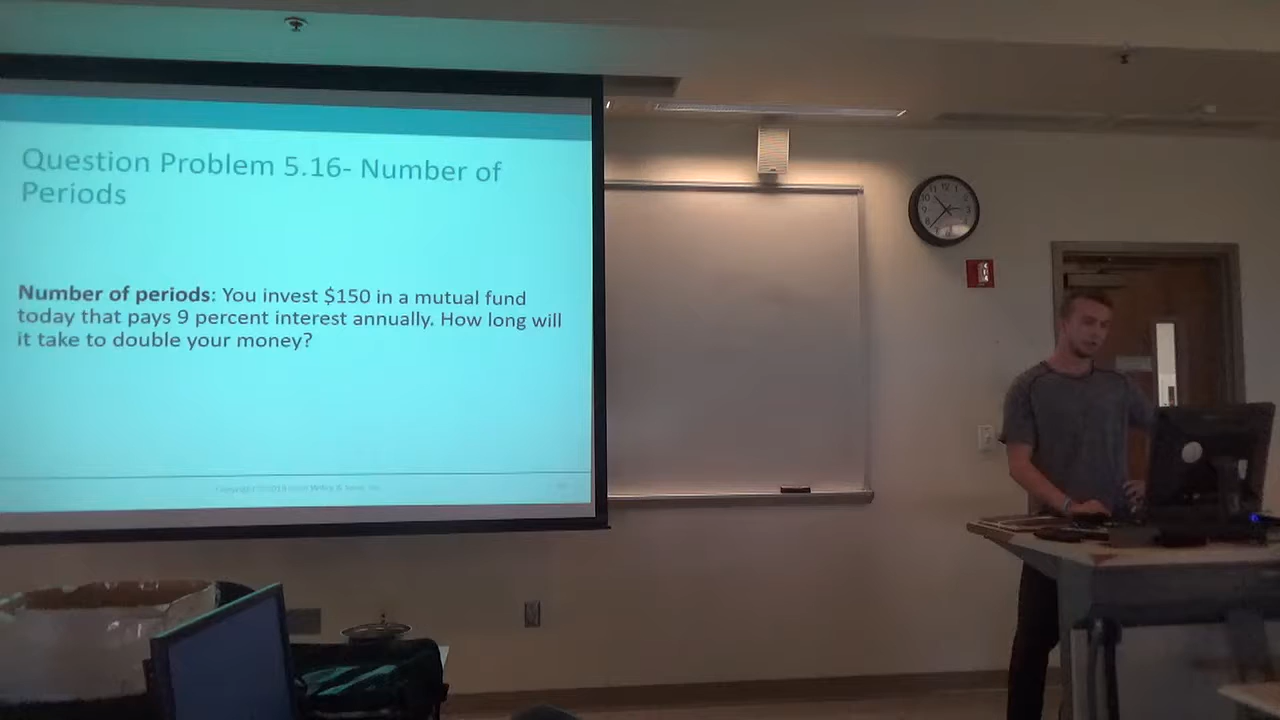 Question Problem 5.16- Number of
Periods
Number of periods: You invest $150 in a mutual fund
today that pays 9 percent interest annually. How long will
it take to double your money?